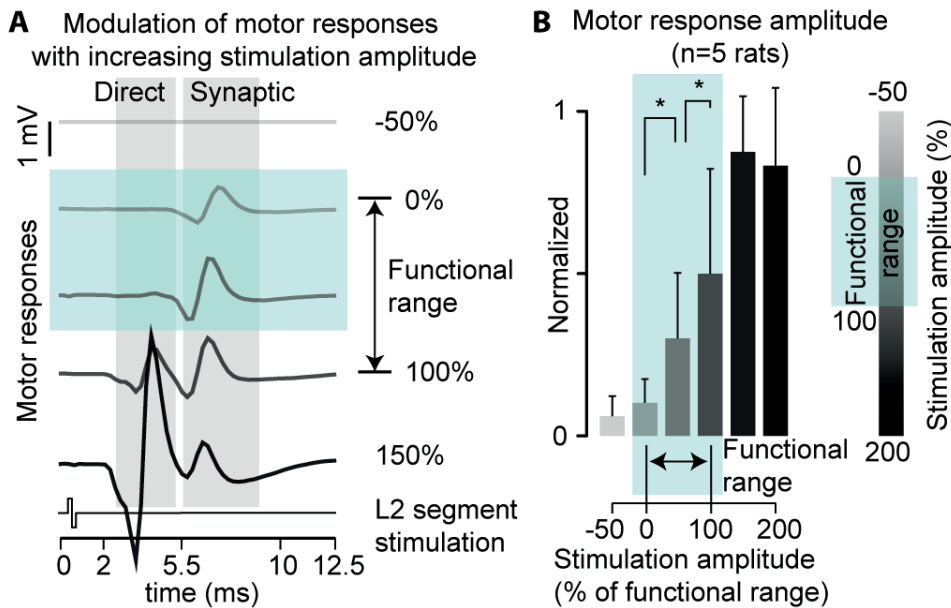 A
Modulation of motor responses
with increasing stimulation amplitude
Direct
Synaptic
1 mV
-50%
0%
Functional
range
100%
150%
Motor responses
L2 segment
stimulation
0 2 5.5 10 12.5
time (ms)
B
Motor response amplitude
(n=5 rats)
1
* *
Normalized
0
Functional
range
-50 0 100 200
Stimulation amplitude
(% of functional range)
-50
0
Functional
range
100
200
Stimulation amplitude (%)